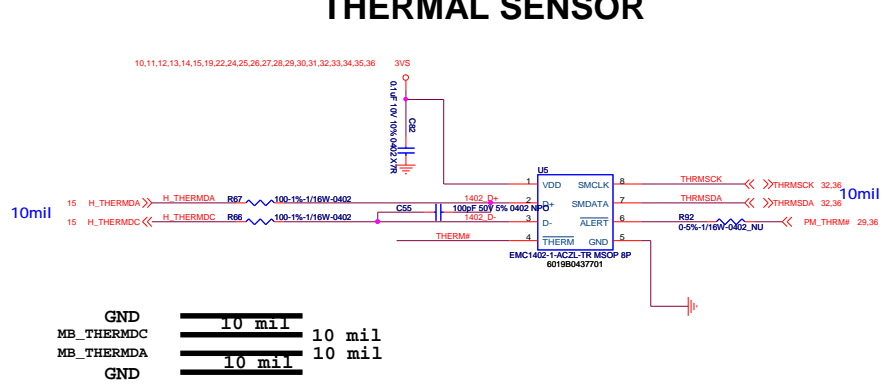 THERMAL SENSOR
10,11,12,13,14,15,19,22,24,25,26,27,28,29,30,31,32,33,34,35,36 3VS
0.1uF 10V 10% 0402 X7R
C82
U5
1 VDD SMCLK 8 THRMSCK THRMSCK 32,36
10mil
15 H_THERMDA H_THERMDA R67 100-1%-1/16W-0402 1402_D+ 2 D+ SMDATA 7 THRMSDA THRMSDA 32,36
C55 100pF 50V 5% 0402 NPO
10mil
15 H_THERMDC H_THERMDC R66 100-1%-1/16W-0402 1402_D- 3 D- ALERT 6 R92 PM_THRM# 29,36
0-5%-1/16W-0402_NU
THERM# 4 THERM GND 5
EMC1402-1-ACZL-TR MSOP 8P
6019B0437701
GND
10 mil
MB_THERMDC 10 mil
MB_THERMDA 10 mil
10 mil
GND